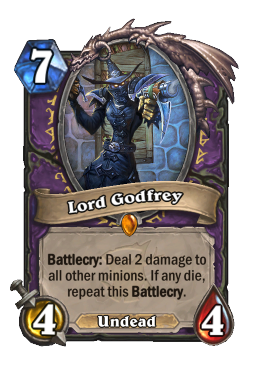 7
Lord Godfrey
Battlecry: Deal 2 damage to
all other minions. If any die,
repeat this Battlecry.
4 Undead 4